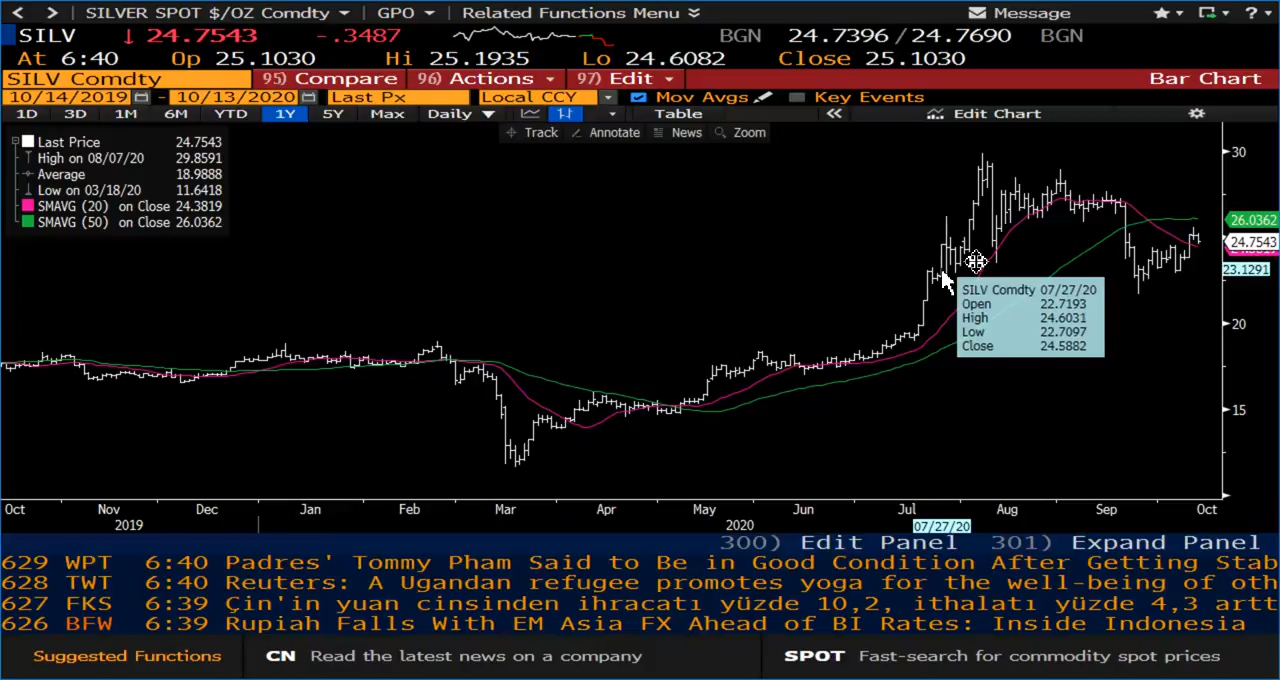 < > SILVER SPOT $/OZ Comdty GPO Related Functions Menu Message ?
SILV ↓ 24.7543 -.3487 BGN 24.7396/24.7690 BGN
At 6:40 Op 25.1030 Hi 25.1935 Lo 24.6082 Close 25.1030
SILV Comdty 95) Compare 96) Actions 97) Edit Bar Chart
10/14/2019 - 10/13/2020 Last Px Local CCY Mov Avgs Key Events
1D 3D 1M 6M YTD 1Y 5Y Max Daily ▼ Table « Edit Chart
Track Annotate News Zoom
Last Price 24.7543
High on 08/07/20 29.8591
Average 18.9888
Low on 03/18/20 11.6418
SMAVG (20) on Close 24.3819
SMAVG (50) on Close 26.0362
30
26.0362
24.7543
23.1291
20
15
SILV Comdty 07/27/20
Open 22.7193
High 24.6031
Low 22.7097
Close 24.5882
Oct Nov Dec Jan Feb Mar Apr May Jun Jul Aug Sep Oct
2019 2020 07/27/20
300) Edit Panel 301) Expand Panel
629 WPT 6:40 Padres' Tommy Pham Said to Be in Good Condition After Getting Stab
628 TWT 6:40 Reuters: A Ugandan refugee promotes yoga for the well-being of oth
627 FKS 6:39 Çin'in yuan cinsinden ihracatı yüzde 10,2, ithalatı yüzde 4,3 artt
626 BFW 6:39 Rupiah Falls With EM Asia FX Ahead of BI Rates: Inside Indonesia
Suggested Functions CN Read the latest news on a company SPOT Fast-search for commodity spot prices